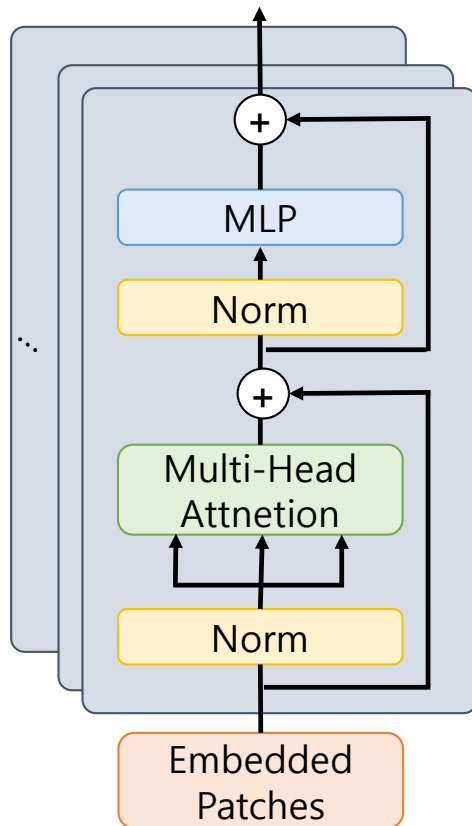 +
MLP
Norm
...
+
Multi-Head
Attnetion
Norm
Embedded
Patches